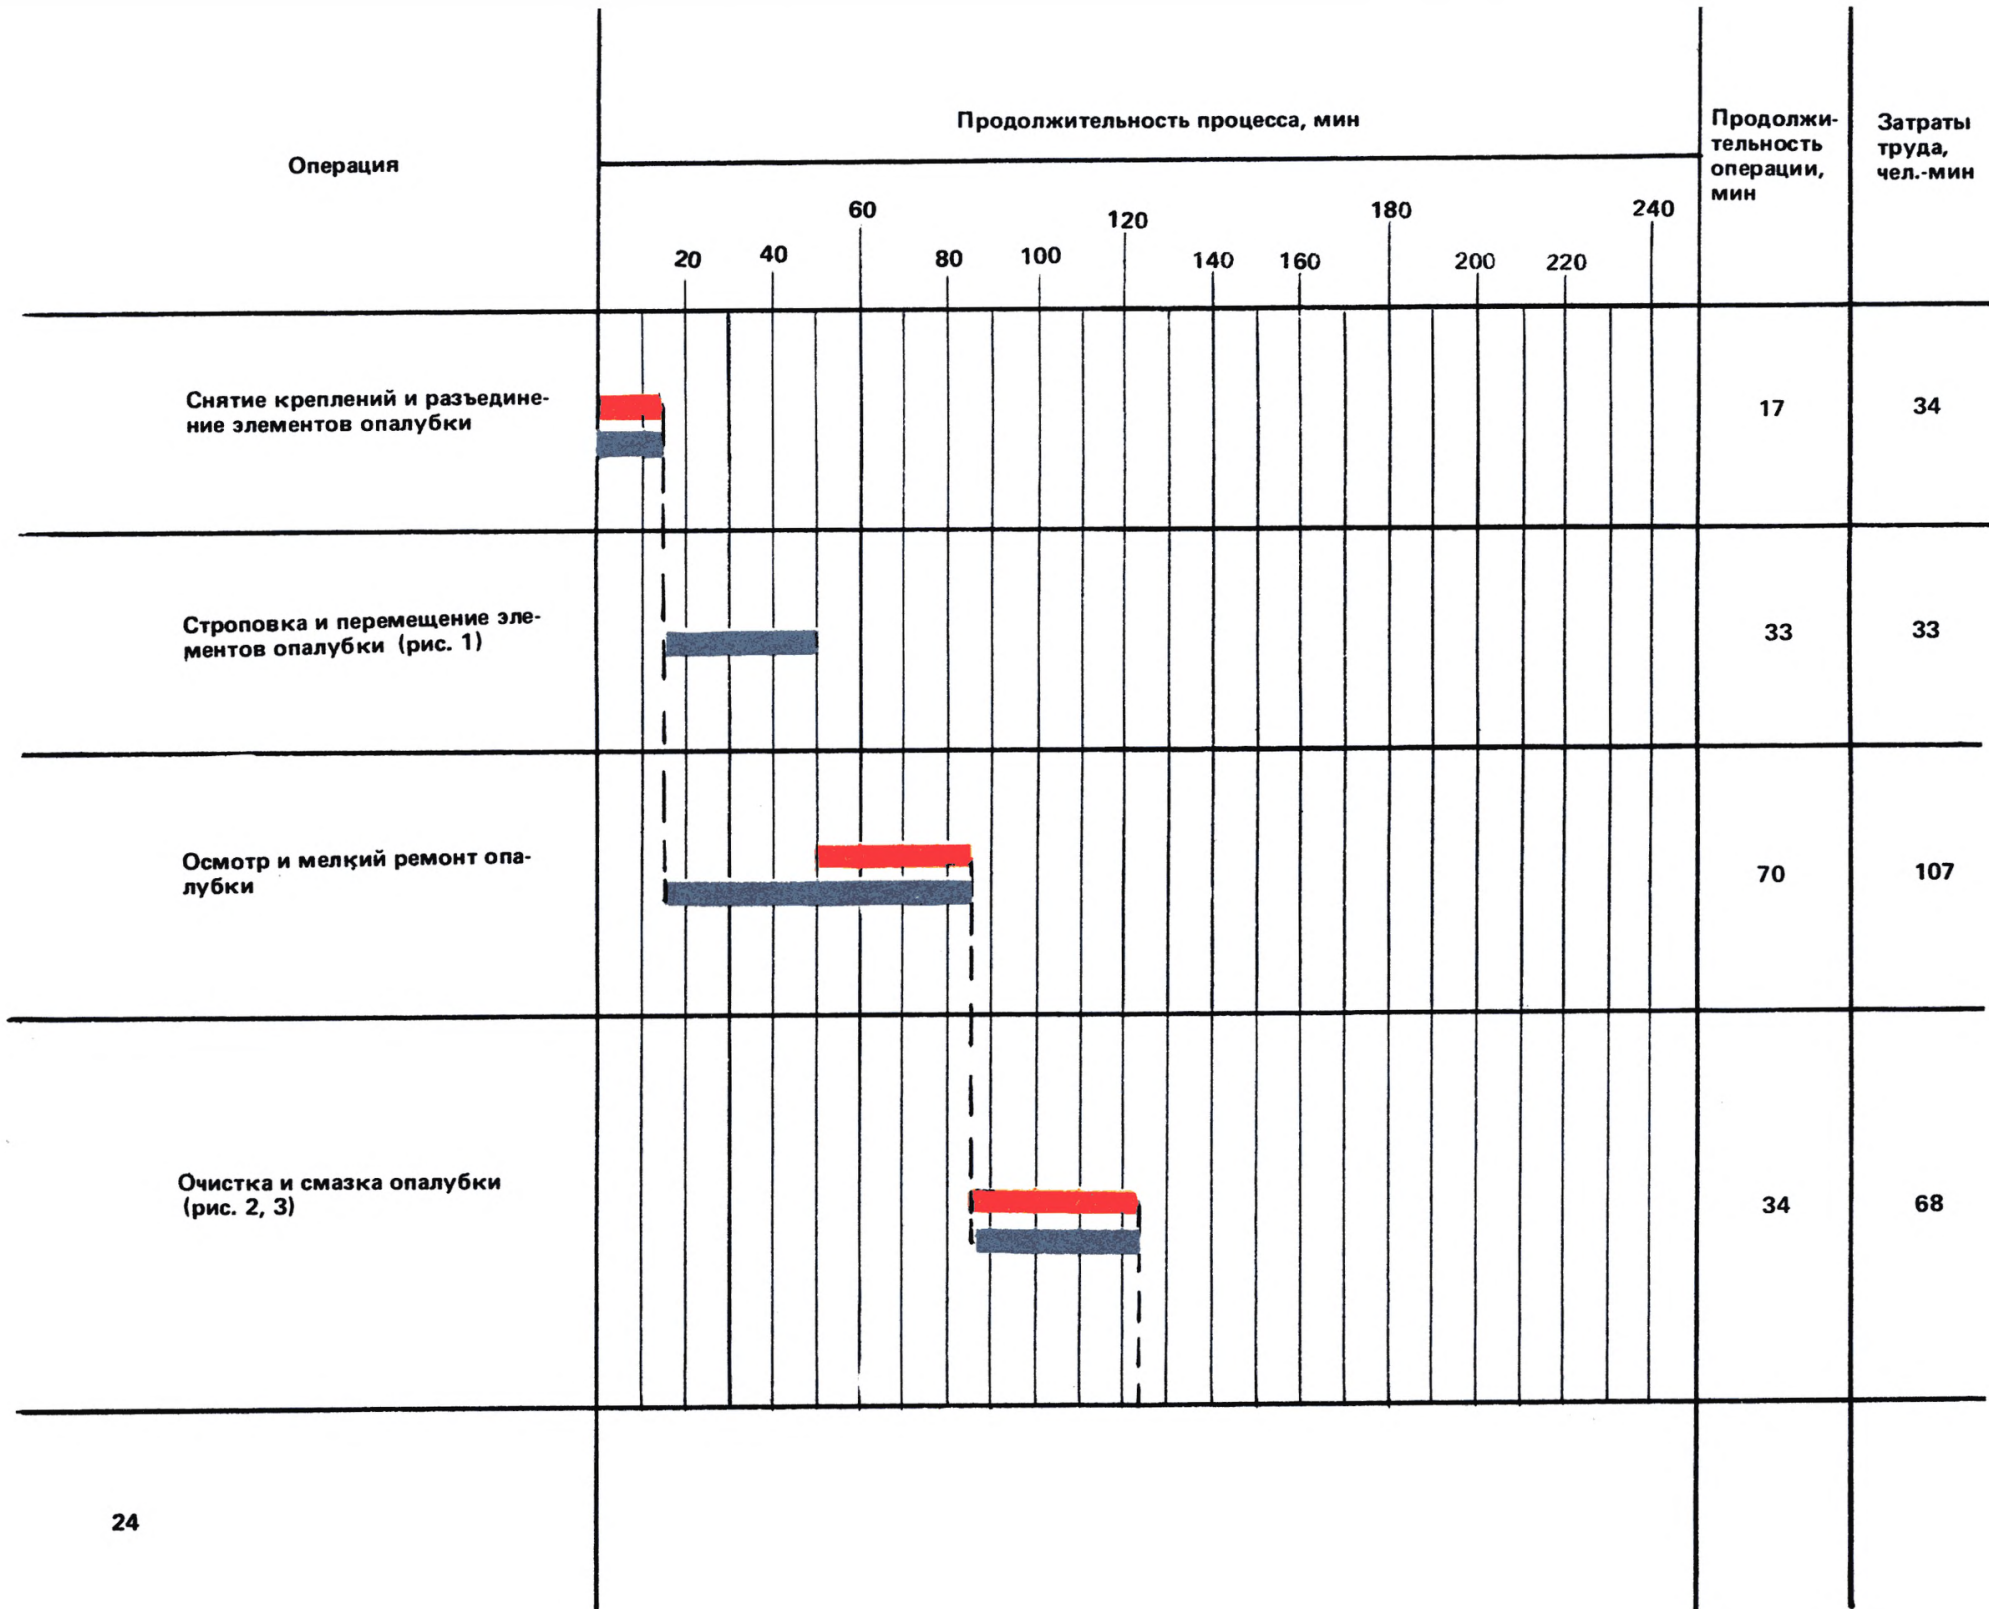 Операция
Продолжительность процесса, мин
Продолжи-
тельность
операции,
мин
Затраты
труда,
чел.-мин
60 120 180 240
20 40 80 100 140 160 200 220
Снятие креплений и разъедине-
ние элементов опалубки
17 34
Строповка и перемещение эле-
ментов опалубки (рис. 1)
33 33
Осмотр и мелкий ремонт опа-
лубки
70 107
Очистка и смазка опалубки
(рис. 2, 3)
34 68
24